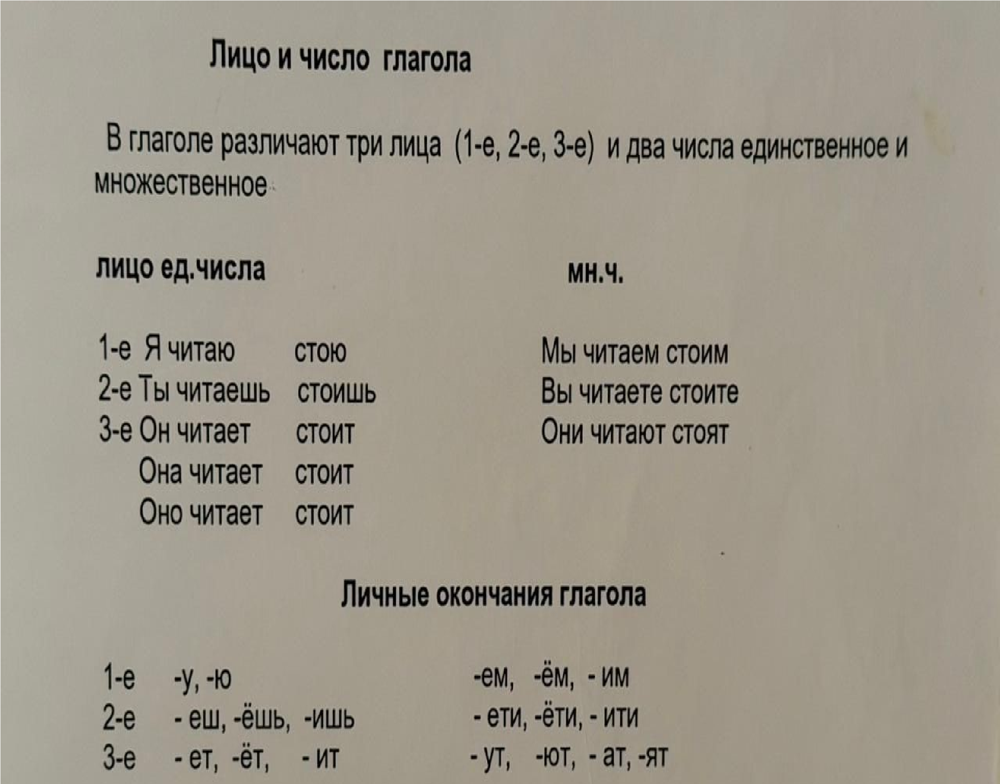 Лицо и число глагола
В глаголе различают три лица (1-е, 2-е, 3-е) и два числа единственное и
множественное
лицо ед.числа мн.ч.
1-е Я читаю стою Мы читаем стоим
2-е Ты читаешь стоишь Вы читаете стоите
3-е Он читает стоит Они читают стоят
Она читает стоит
Оно читает стоит
Личные окончания глагола
1-е -у, -ю -ем, -ём, - им
2-е - еш, -ёшь, -ишь - ети, -ёти, - ити
3-е - ет, -ёт, - ит - ут, -ют, - ат, -ят